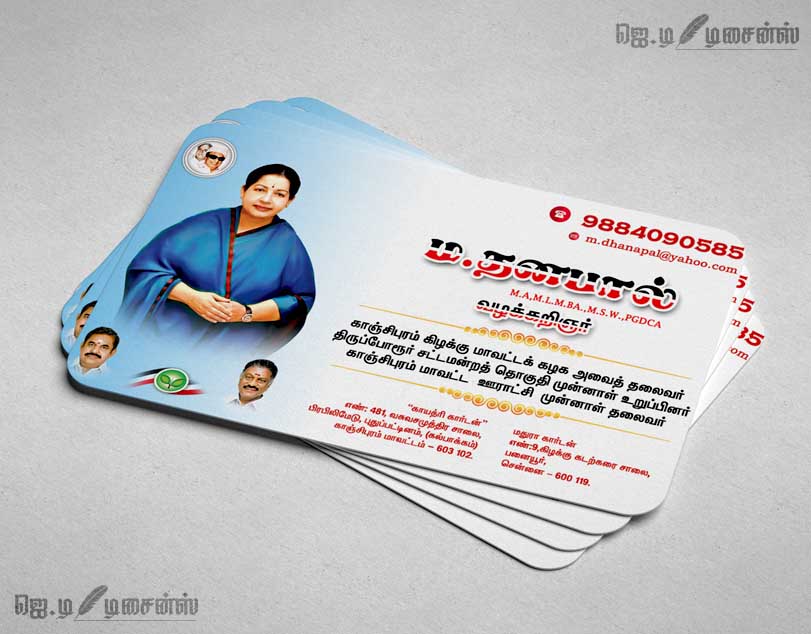 ஜெ.டி டிசைன்ஸ்
9884090585
m.dhanapal@yahoo.com
ம.தனபால்
M.A,M.L,M.BA.,M.S.W.,PGDCA
வழக்கறிஞர்
காஞ்சிபுரம் கிழக்கு மாவட்டக் கழக அவைத் தலைவர்
திருப்போரூர் சட்டமன்றத் தொகுதி முன்னாள் உறுப்பினர்
காஞ்சிபுரம் மாவட்ட ஊராட்சி முன்னாள் தலைவர்
"காயத்ரி கார்டன்"
எண்: 481, வசுவசமுத்திர சாலை,
பிரபிலிமேடு, புதுப்பட்டினம், (கல்பாக்கம்)
காஞ்சிபுரம் மாவட்டம் – 603 102.
மதுரா கார்டன்
எண்:9,கிழக்கு கடற்கரை சாலை,
பனையூர்,
சென்னை – 600 119.
ஜெ.டி டிசைன்ஸ்